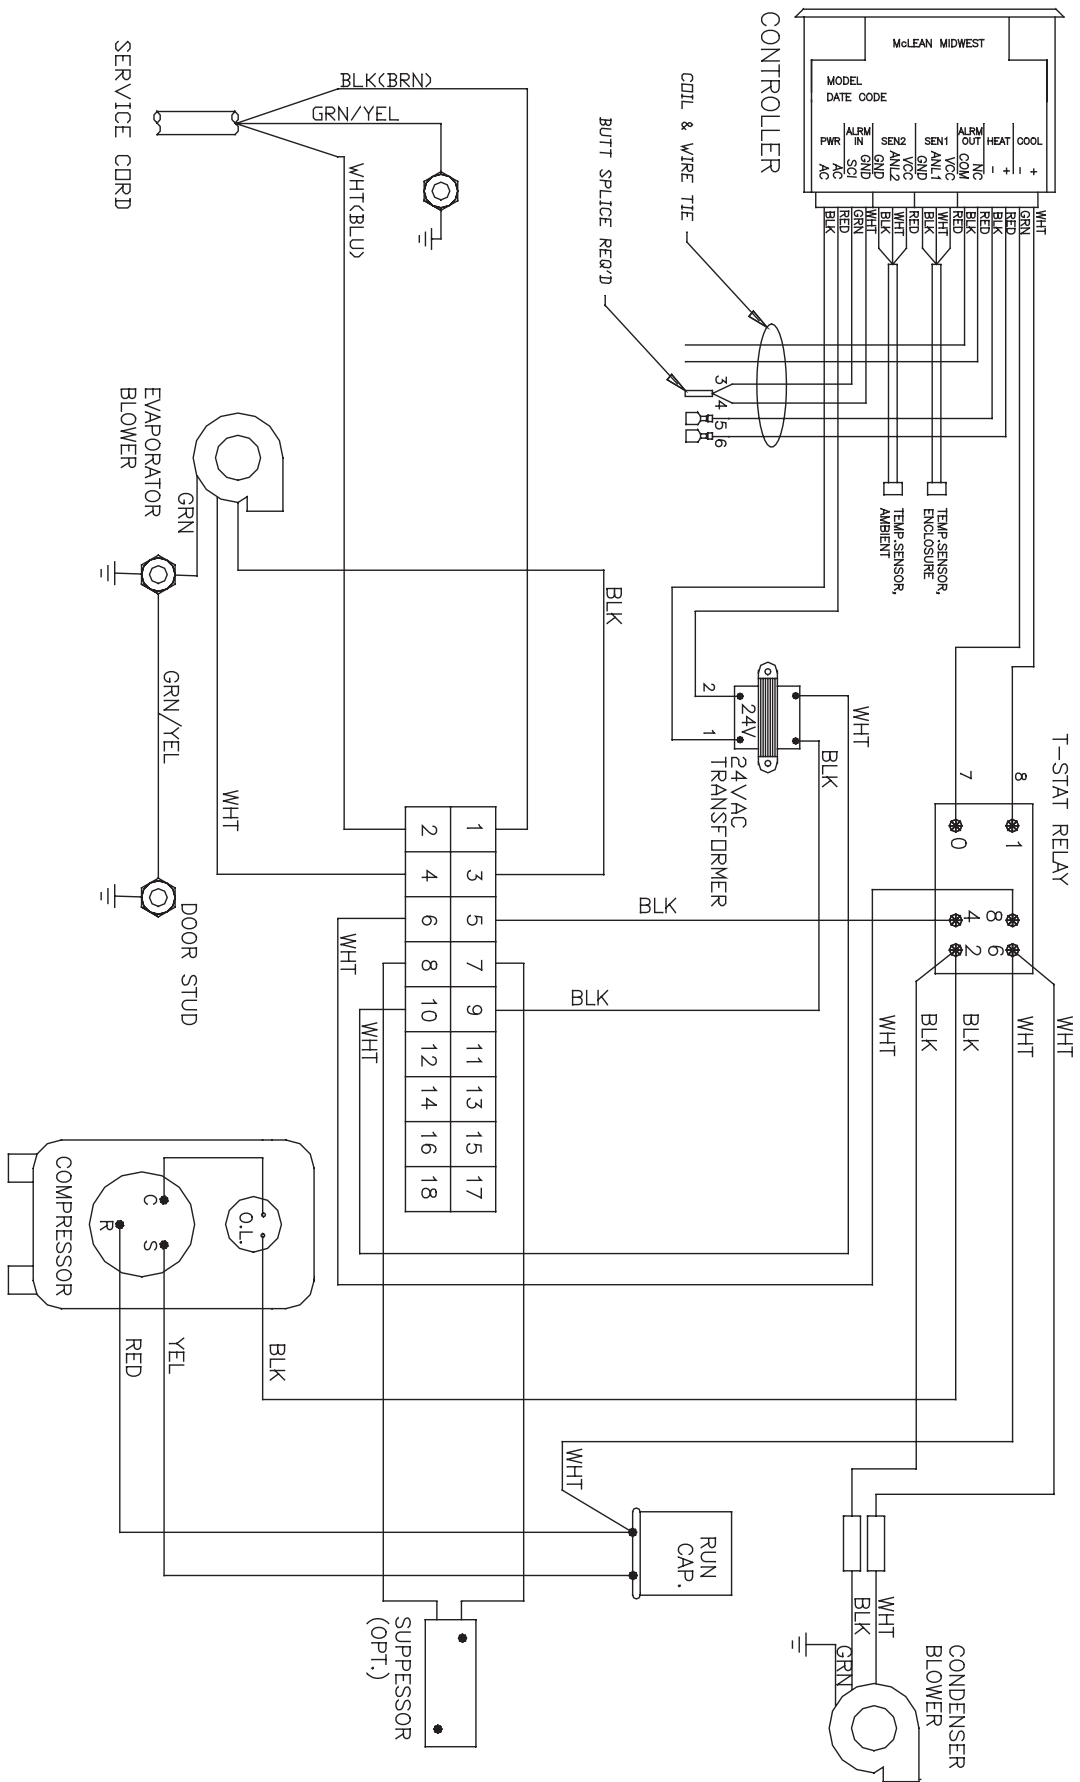 McLEAN MIDWEST
MODEL
DATE CODE
PWR
ALRM
IN
SEN2
SEN1
ALRM
OUT
HEAT
COOL
AC
AC
SCI
GND
GND
ANL2
VCC
GND
ANL1
VCC
COM
NC
-
+
-
+
BLK
RED
GRN
WHT
BLK
WHT
RED
BLK
WHT
RED
BLK
RED
BLK
RED
GRN
WHT
CONTROLLER
COIL & WIRE TIE
BUTT SPLICE REQ'D
3
4
5
6
TEMP.SENSOR,
AMBIENT
TEMP.SENSOR,
ENCLOSURE
SERVICE CORD
BLK(BRN)
GRN/YEL
WHT(BLU)
EVAPORATOR
BLOWER
GRN
BLK
WHT
GRN/YEL
DOOR STUD
2
1
24V
24VAC
TRANSFORMER
WHT
BLK
T-STAT RELAY
7
8
0
1
4
8
2
6
1
2
3
4
5
6
7
8
9
10
11
12
13
14
15
16
17
18
BLK
BLK
WHT
WHT
WHT
BLK
BLK
WHT
WHT
COMPRESSOR
C
S
R
O.L.
RED
YEL
BLK
WHT
RUN
CAP.
SUPPESSOR
(OPT.)
WHT
BLK
GRN
CONDENSER
BLOWER